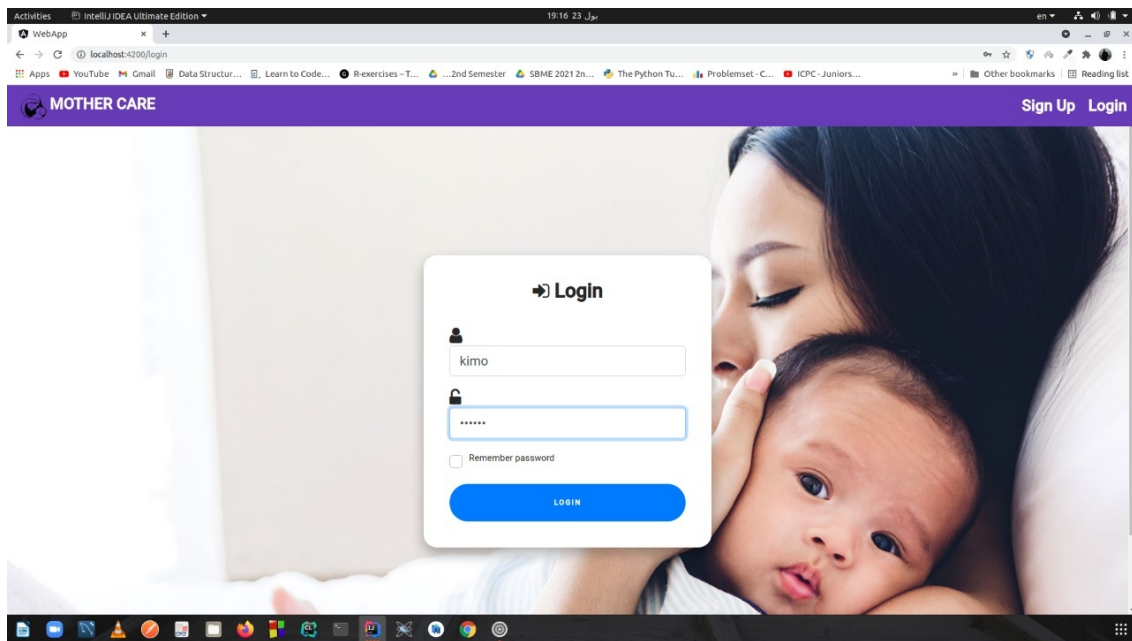 Activities IntelliJ IDEA Ultimate Edition 19:16 23 يول en
WebApp
localhost:4200/login
Apps YouTube Gmail Data Structur... Learn to Code... R-exercises – T... ...2nd Semester SBME 2021 2n... The Python Tu... Problemset - C... ICPC - Juniors... » Other bookmarks Reading list
MOTHER CARE Sign Up Login
Login
kimo
••••••
Remember password
LOGIN